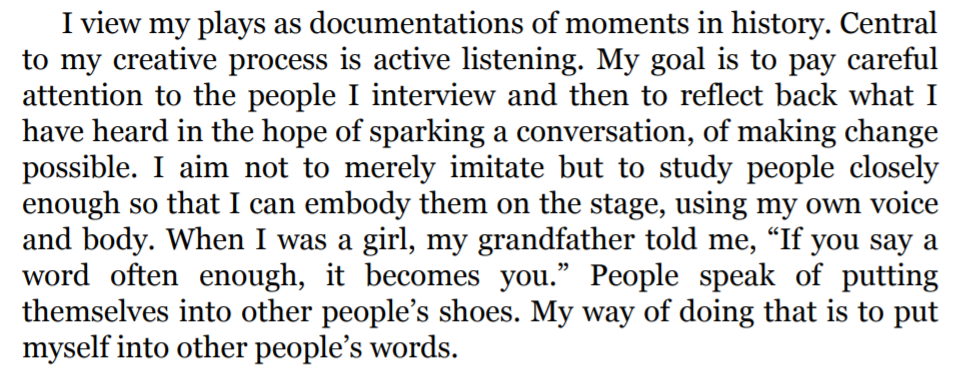 I view my plays as documentations of moments in history. Central
to my creative process is active listening. My goal is to pay careful
attention to the people I interview and then to reflect back what I
have heard in the hope of sparking a conversation, of making change
possible. I aim not to merely imitate but to study people closely
enough so that I can embody them on the stage, using my own voice
and body. When I was a girl, my grandfather told me, “If you say a
word often enough, it becomes you.” People speak of putting
themselves into other people’s shoes. My way of doing that is to put
myself into other people’s words.